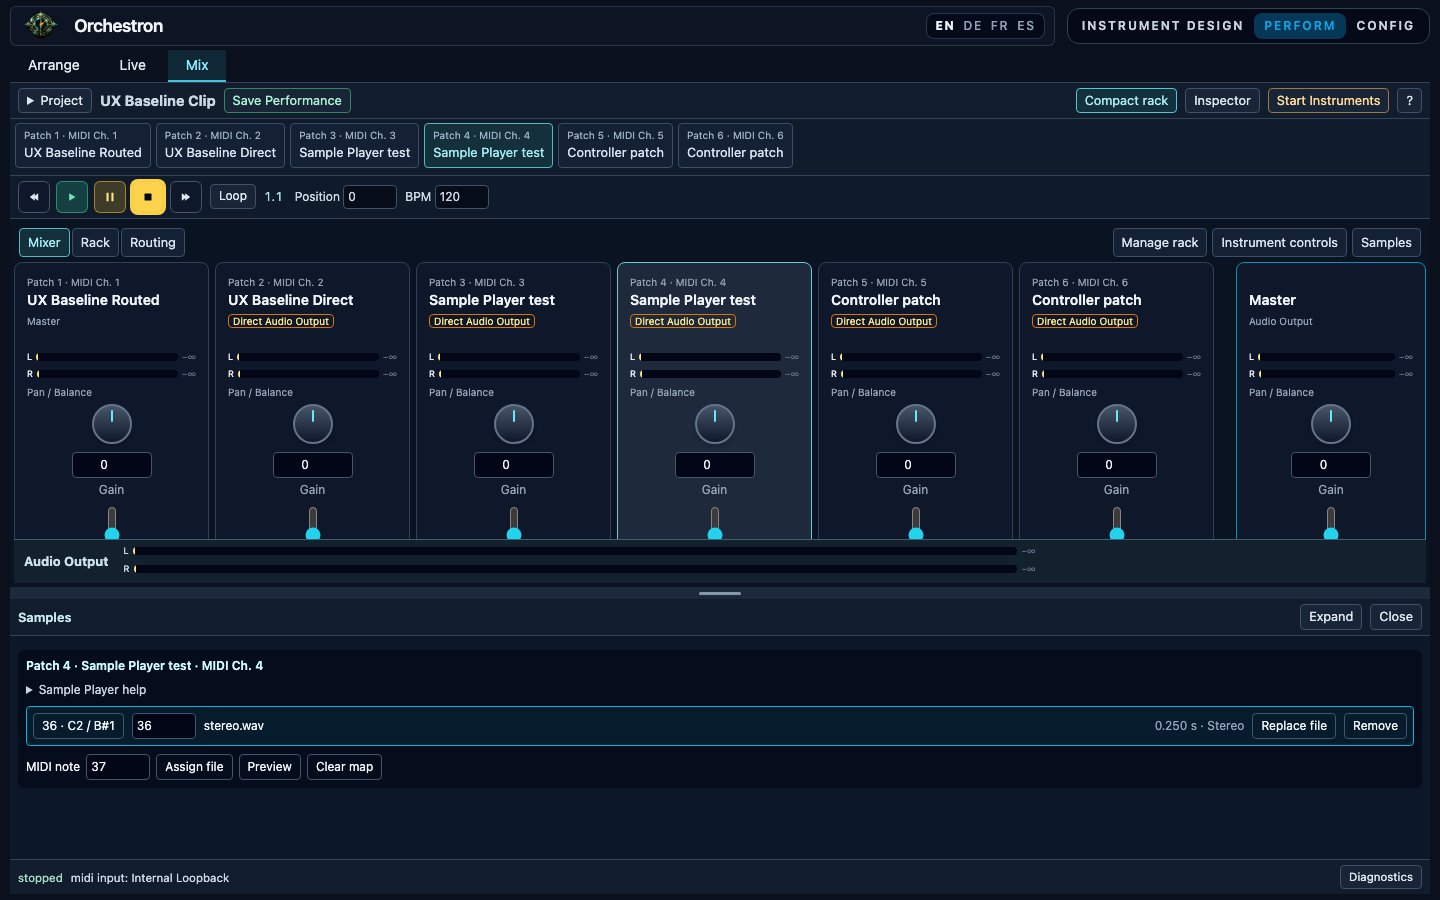 Orchestron
EN DE FR ES
INSTRUMENT DESIGN PERFORM CONFIG
Arrange Live Mix
Project UX Baseline Clip Save Performance Compact rack Inspector Start Instruments ?
Patch 1 · MIDI Ch. 1
UX Baseline Routed
Patch 2 · MIDI Ch. 2
UX Baseline Direct
Patch 3 · MIDI Ch. 3
Sample Player test
Patch 4 · MIDI Ch. 4
Sample Player test
Patch 5 · MIDI Ch. 5
Controller patch
Patch 6 · MIDI Ch. 6
Controller patch
Loop 1.1 Position 0 BPM 120
Mixer Rack Routing Manage rack Instrument controls Samples
Patch 1 · MIDI Ch. 1
UX Baseline Routed
Master
L −∞
R −∞
Pan / Balance
0
Gain
Patch 2 · MIDI Ch. 2
UX Baseline Direct
Direct Audio Output
L −∞
R −∞
Pan / Balance
0
Gain
Patch 3 · MIDI Ch. 3
Sample Player test
Direct Audio Output
L −∞
R −∞
Pan / Balance
0
Gain
Patch 4 · MIDI Ch. 4
Sample Player test
Direct Audio Output
L −∞
R −∞
Pan / Balance
0
Gain
Patch 5 · MIDI Ch. 5
Controller patch
Direct Audio Output
L −∞
R −∞
Pan / Balance
0
Gain
Patch 6 · MIDI Ch. 6
Controller patch
Direct Audio Output
L −∞
R −∞
Pan / Balance
0
Gain
Master
Audio Output
L −∞
R −∞
Pan / Balance
0
Gain
Audio Output
L −∞
R −∞
Samples Expand Close
Patch 4 · Sample Player test · MIDI Ch. 4
Sample Player help
36 · C2 / B#1 36 stereo.wav 0.250 s · Stereo Replace file Remove
MIDI note 37 Assign file Preview Clear map
stopped midi input: Internal Loopback Diagnostics